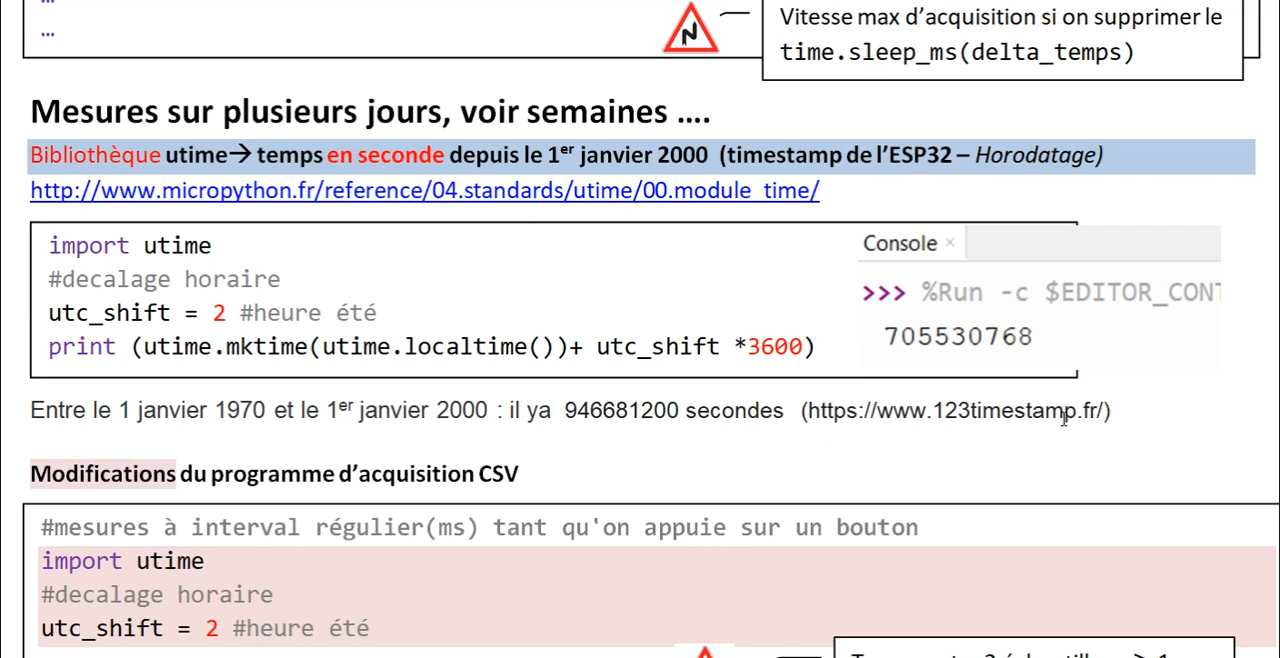 …
…
Vitesse max d’acquisition si on supprimer le
time.sleep_ms(delta_temps)
Mesures sur plusieurs jours, voir semaines ….
Bibliothèque utime→ temps en seconde depuis le 1er janvier 2000 (timestamp de l’ESP32 – Horodatage)
http://www.micropython.fr/reference/04.standards/utime/00.module_time/
import utime
#decalage horaire
utc_shift = 2 #heure été
print (utime.mktime(utime.localtime())+ utc_shift *3600)
Console ×
>>> %Run -c $EDITOR_CONT
705530768
Entre le 1 janvier 1970 et le 1er janvier 2000 : il ya 946681200 secondes (https://www.123timestamp.fr/)
Modifications du programme d’acquisition CSV
#mesures à interval régulier(ms) tant qu'on appuie sur un bouton
import utime
#decalage horaire
utc_shift = 2 #heure été